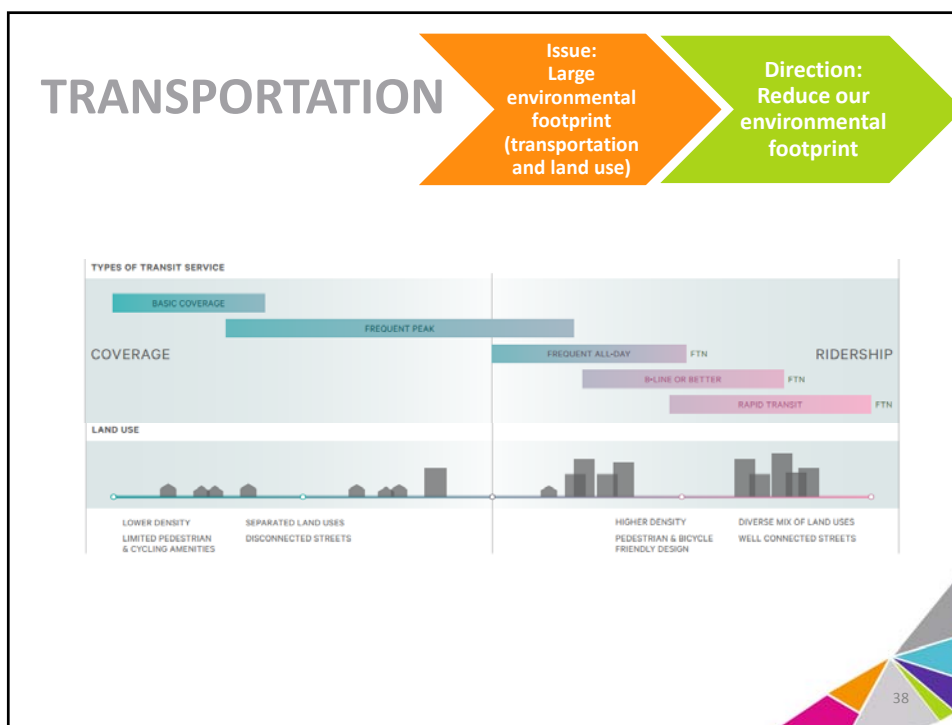 TRANSPORTATION
Issue:
Large
environmental
footprint
(transportation
and land use)
Direction:
Reduce our
environmental
footprint
TYPES OF TRANSIT SERVICE
BASIC COVERAGE
FREQUENT PEAK
COVERAGE
FREQUENT ALL-DAY
FTN
RIDERSHIP
B-LINE OR BETTER
FTN
RAPID TRANSIT
FTN
LAND USE
LOWER DENSITY
LIMITED PEDESTRIAN
& CYCLING AMENITIES
SEPARATED LAND USES
DISCONNECTED STREETS
HIGHER DENSITY
PEDESTRIAN & BICYCLE
FRIENDLY DESIGN
DIVERSE MIX OF LAND USES
WELL CONNECTED STREETS
38